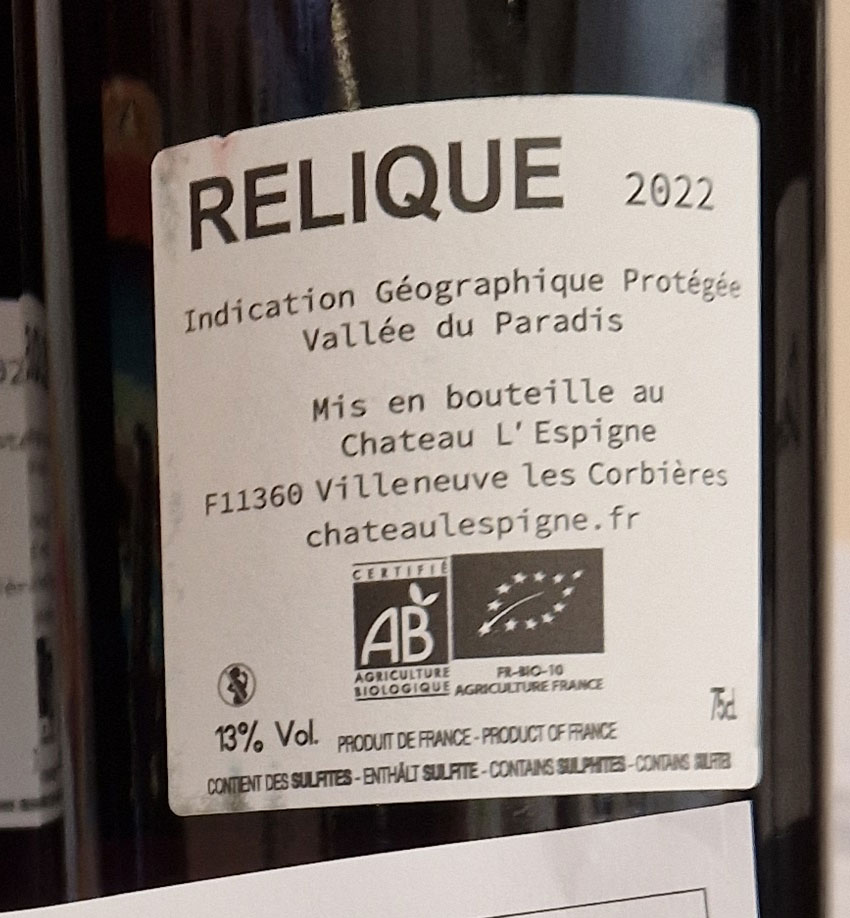 RELIQUE 2022
Indication Géographique Protégée
Vallée du Paradis
Mis en bouteille au
Chateau L'Espigne
F11360 Villeneuve les Corbières
chateaulespigne.fr
CERTIFIÉ
AB
AGRICULTURE
BIOLOGIQUE
FR-BIO-10
AGRICULTURE FRANCE
75cl
13% Vol. PRODUIT DE FRANCE - PRODUCT OF FRANCE
CONTIENT DES SULFITES - ENTHÄLT SULFITE - CONTAINS SULPHITES - CONTAINS SULFITES